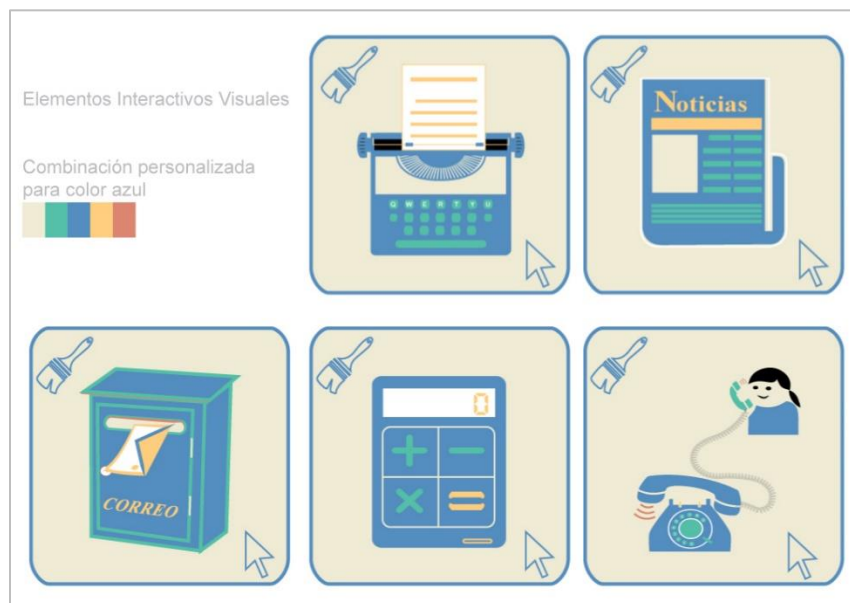 Elementos Interactivos Visuales
Combinación personalizada
para color azul
Noticias
Q W E R T Y U
CORREO
0
+ −
× =